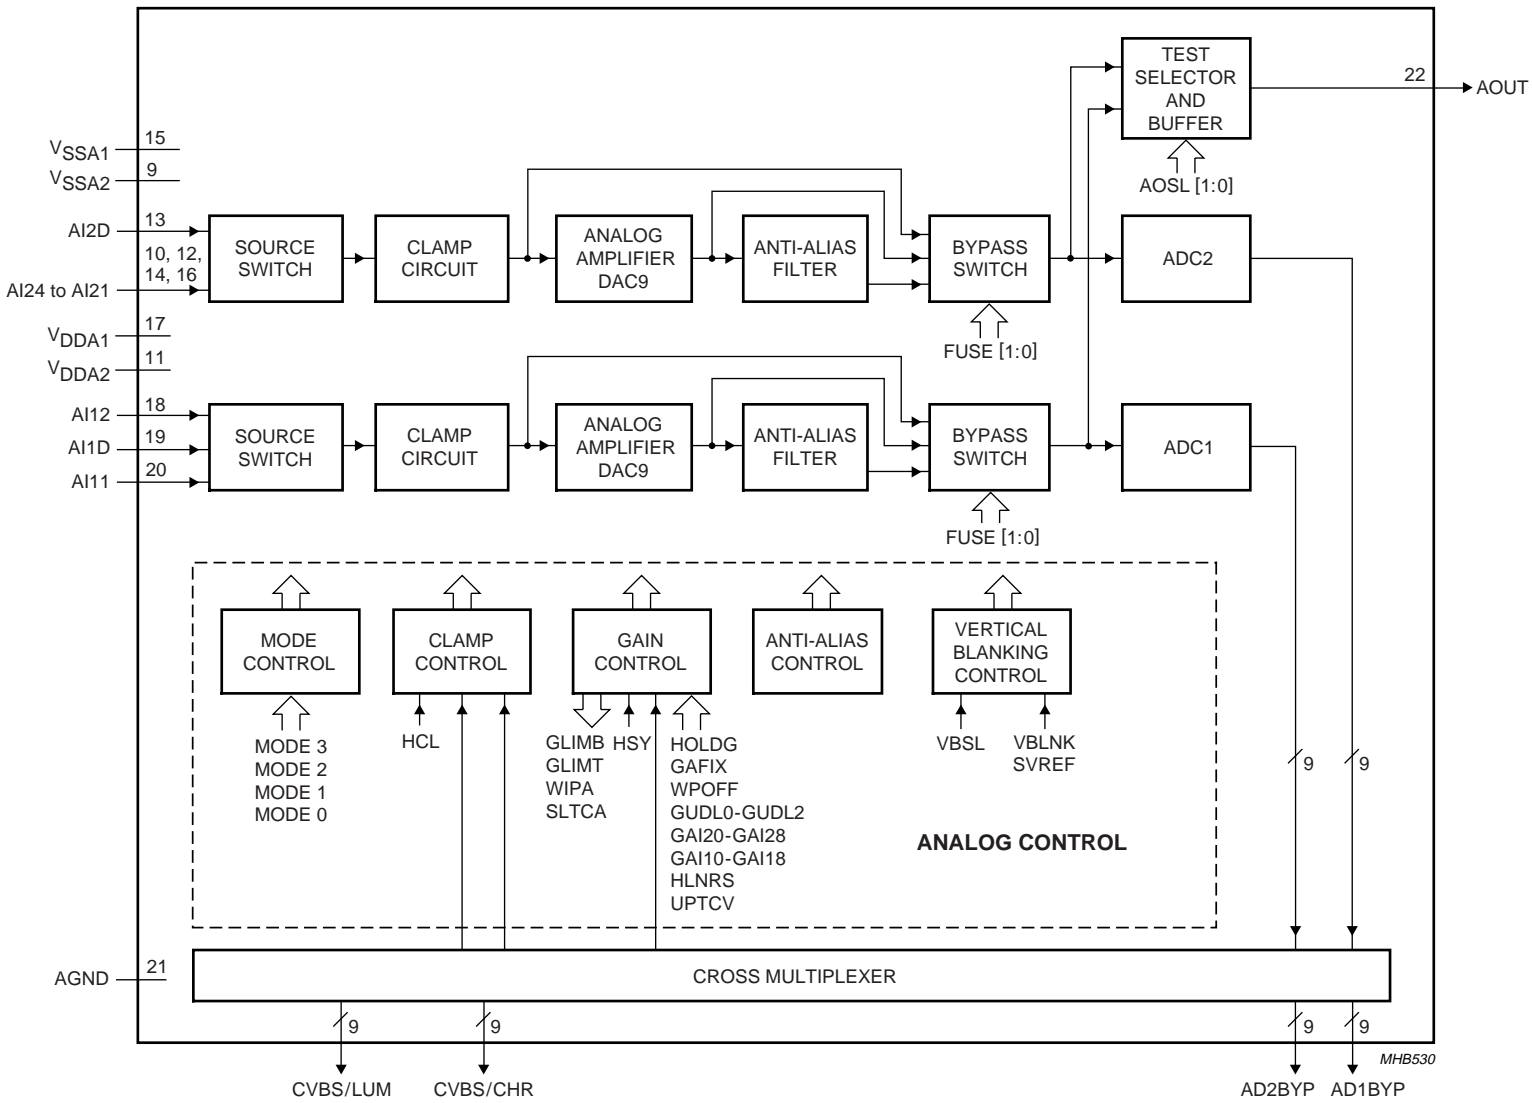 TEST
SELECTOR
AND
BUFFER
22
AOUT
AOSL [1:0]
VSSA1
15
VSSA2
9
AI2D
13
10, 12,
14, 16
AI24 to AI21
SOURCE
SWITCH
CLAMP
CIRCUIT
ANALOG
AMPLIFIER
DAC9
ANTI-ALIAS
FILTER
BYPASS
SWITCH
ADC2
FUSE [1:0]
VDDA1
17
VDDA2
11
AI12
18
AI1D
19
AI11
20
SOURCE
SWITCH
CLAMP
CIRCUIT
ANALOG
AMPLIFIER
DAC9
ANTI-ALIAS
FILTER
BYPASS
SWITCH
ADC1
FUSE [1:0]
MODE
CONTROL
CLAMP
CONTROL
GAIN
CONTROL
ANTI-ALIAS
CONTROL
VERTICAL
BLANKING
CONTROL
MODE 3
MODE 2
MODE 1
MODE 0
HCL
GLIMB
GLIMT
WIPA
SLTCA
HSY
HOLDG
GAFIX
WPOFF
GUDL0-GUDL2
GAI20-GAI28
GAI10-GAI18
HLNRS
UPTCV
VBSL
VBLNK
SVREF
9
9
ANALOG CONTROL
AGND
21
CROSS MULTIPLEXER
9
9
9
9
MHB530
CVBS/LUM
CVBS/CHR
AD2BYP
AD1BYP